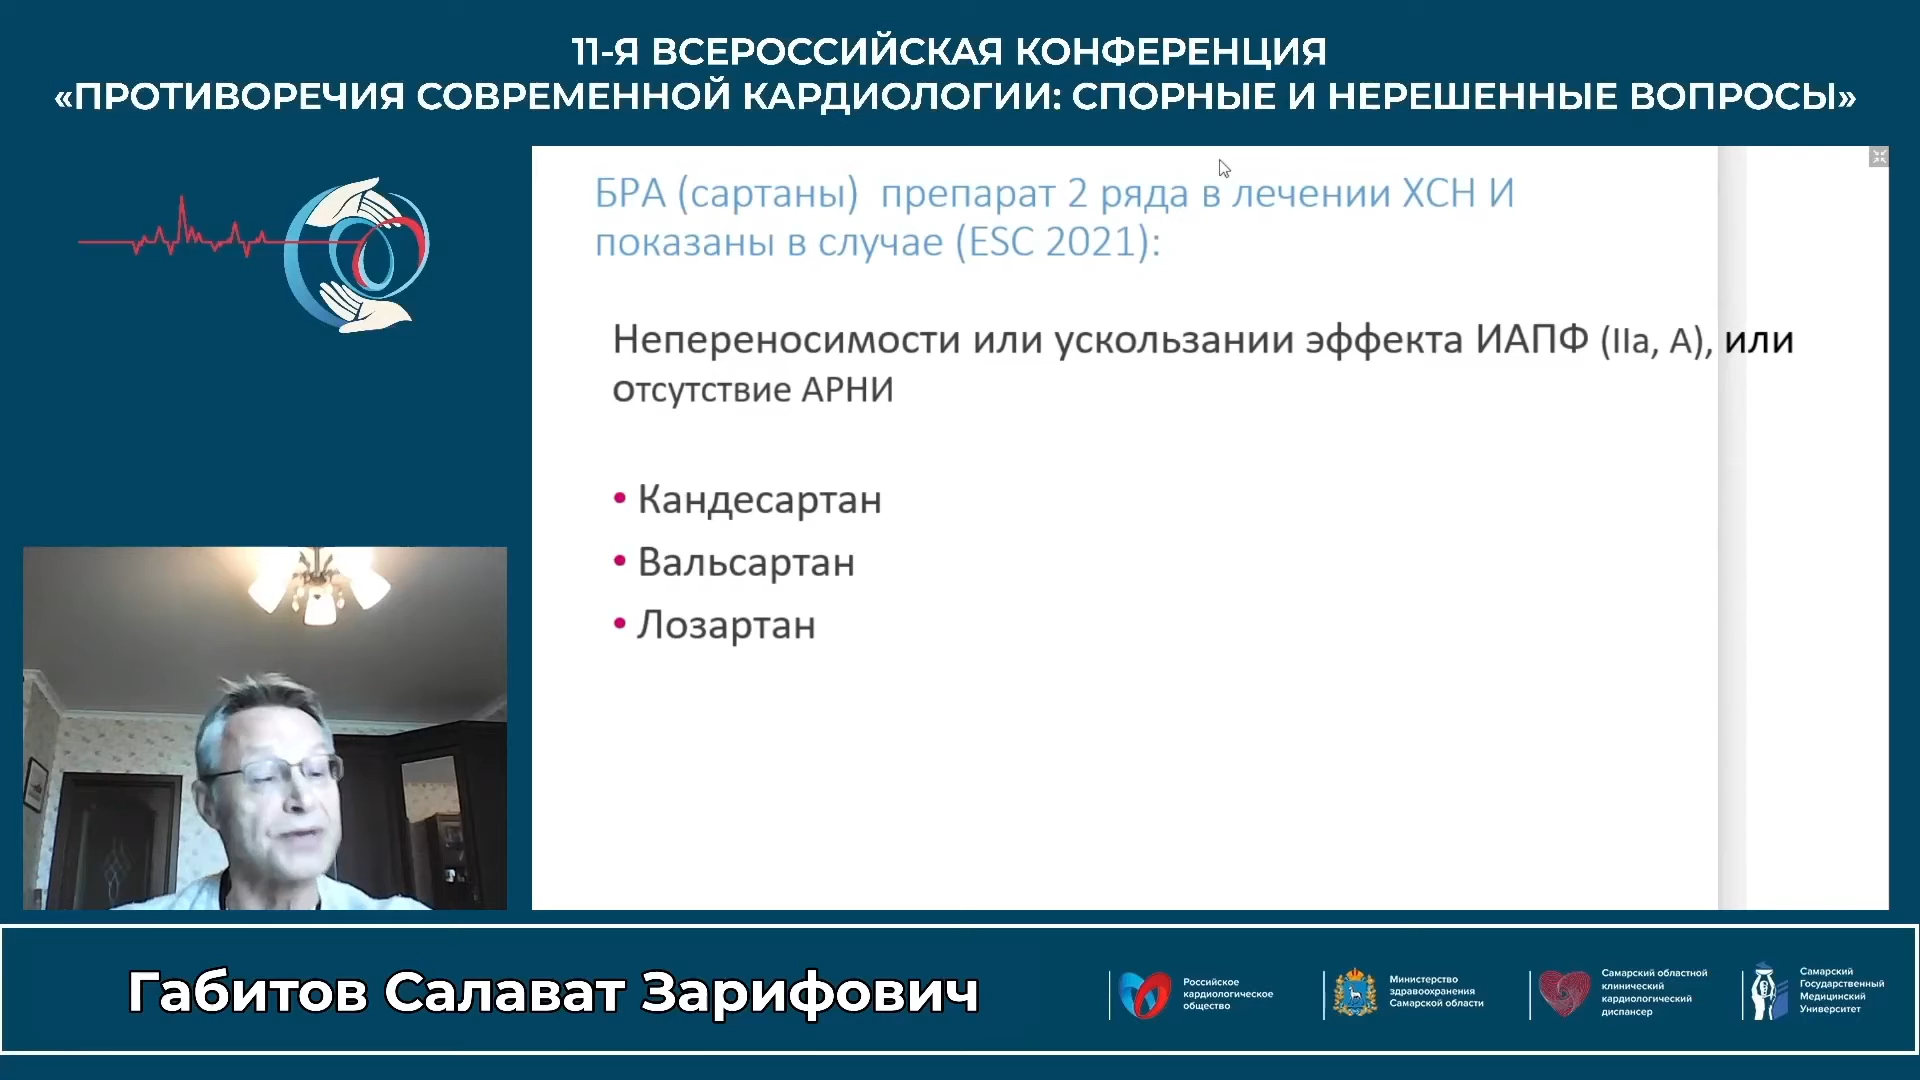 11-Я ВСЕРОССИЙСКАЯ КОНФЕРЕНЦИЯ
«ПРОТИВОРЕЧИЯ СОВРЕМЕННОЙ КАРДИОЛОГИИ: СПОРНЫЕ И НЕРЕШЕННЫЕ ВОПРОСЫ»
БРА (сартаны) препарат 2 ряда в лечении ХСН И
показаны в случае (ESC 2021):
Непереносимости или ускользании эффекта ИАПФ (IIa, A), или
отсутствие АРНИ
• Кандесартан
• Вальсартан
• Лозартан
Габитов Салават Зарифович
Российское
кардиологическое
общество
Министерство
здравоохранения
Самарской области
Самарский областной
клинический
кардиологический
диспансер
Самарский
Государственный
Медицинский
Университет